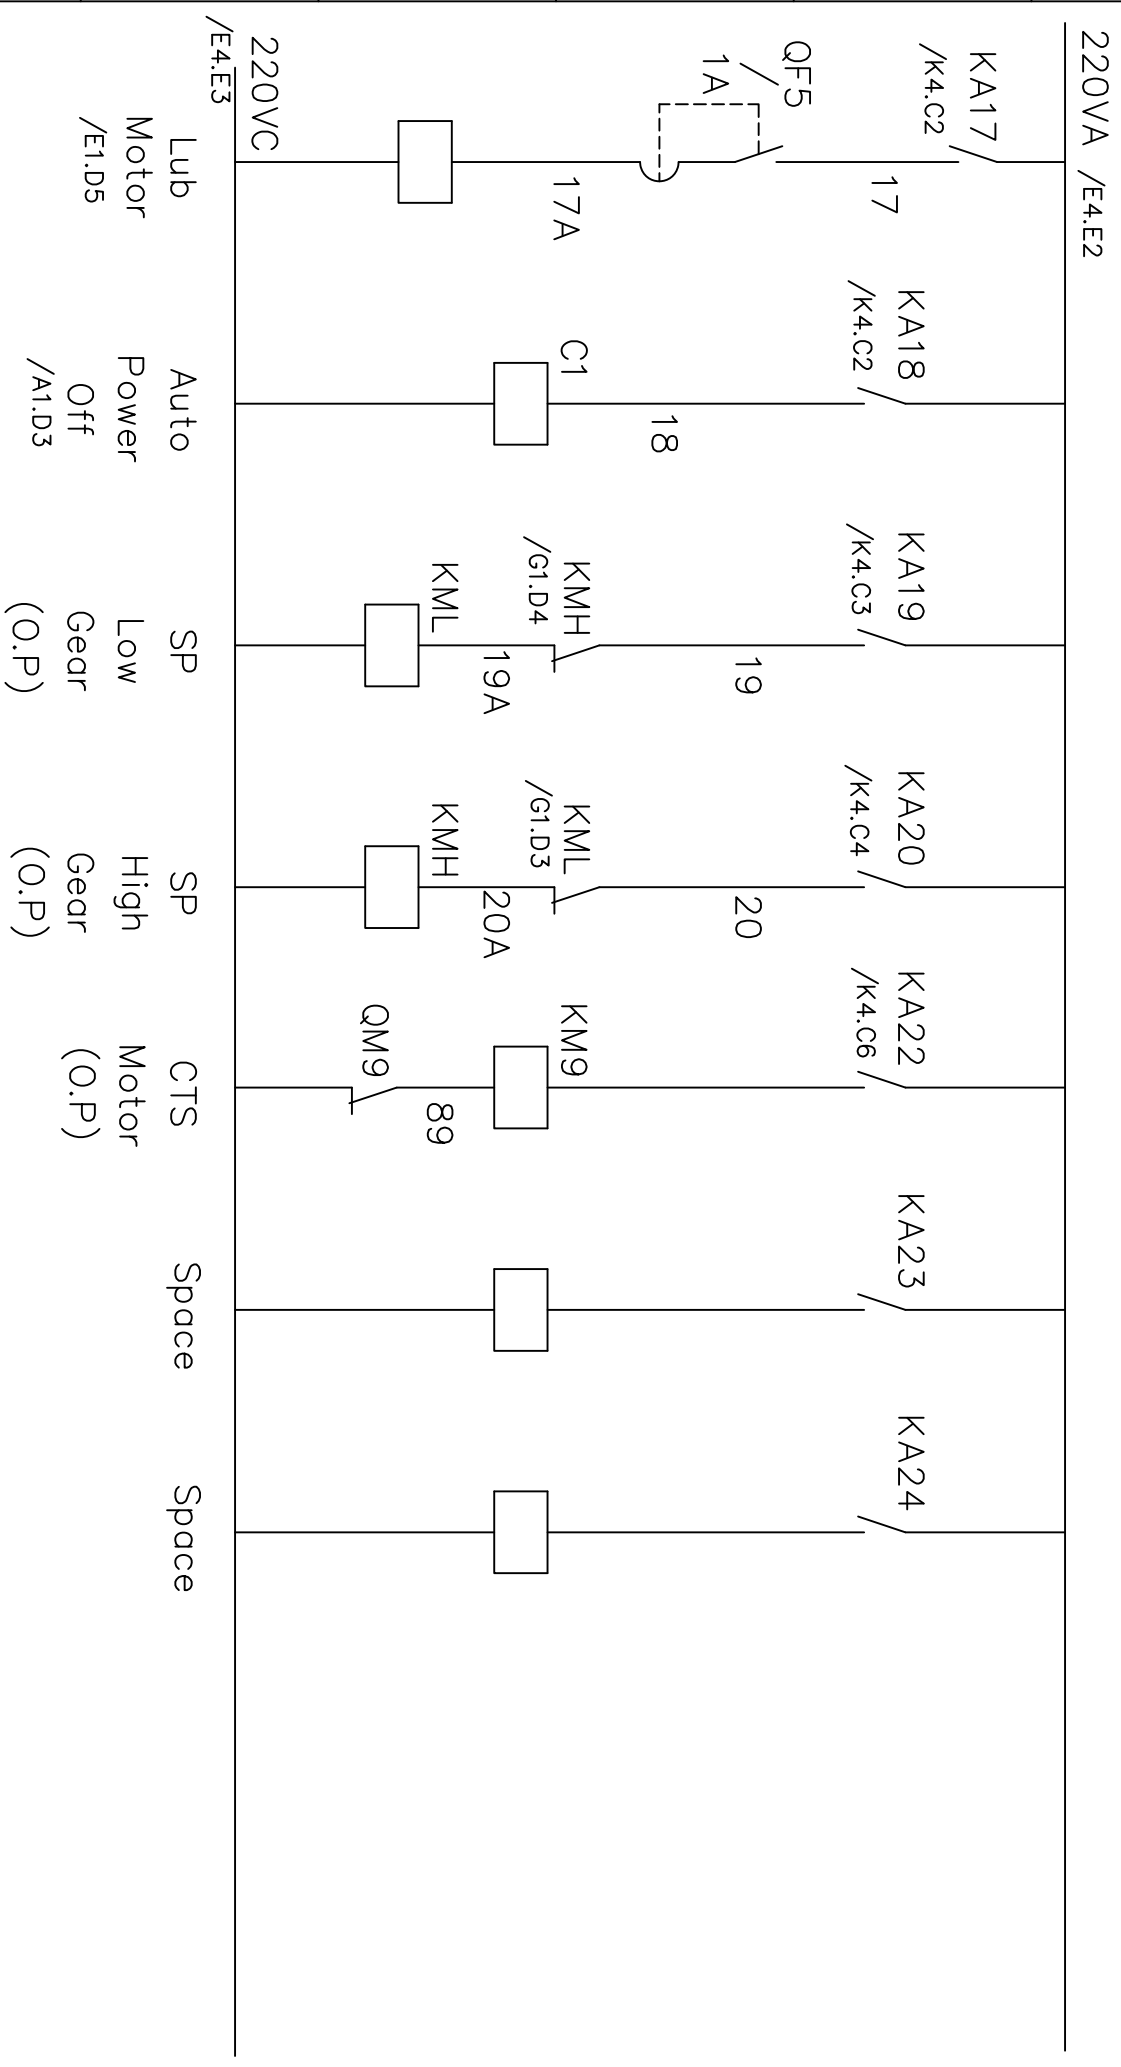 220VA /E4.E2
KA17
/K4.C2
17
QF5
1A
17A
220VC
/E4.E3
Lub
Motor
/E1.D5
KA18
/K4.C2
18
C1
Auto
Power
Off
/A1.D3
KA19
/K4.C3
19
KMH
/G1.D4
19A
KML
SP
Low
Gear
(O.P)
KA20
/K4.C4
20
KML
/G1.D3
20A
KMH
SP
High
Gear
(O.P)
KA22
/K4.C6
KM9
89
QM9
CTS
Motor
(O.P)
KA23
Space
KA24
Space